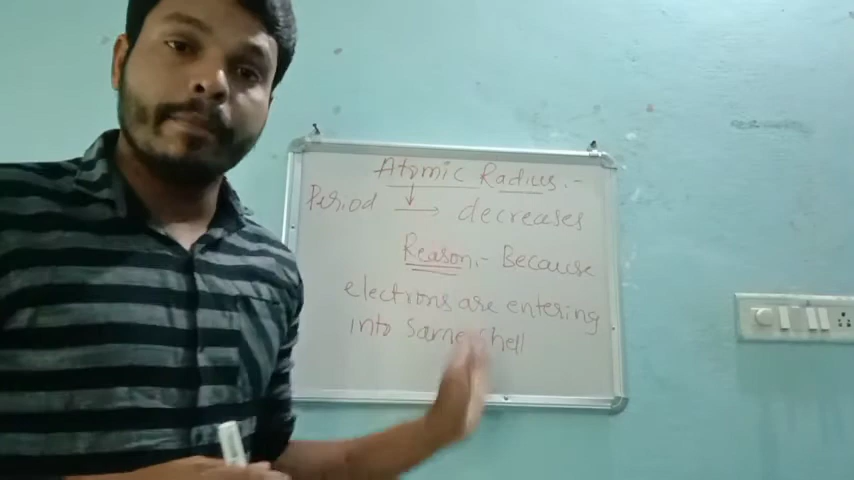 Atomic Radius :-
Period → decreases
Reason :- Because
electrons are entering
into same shell